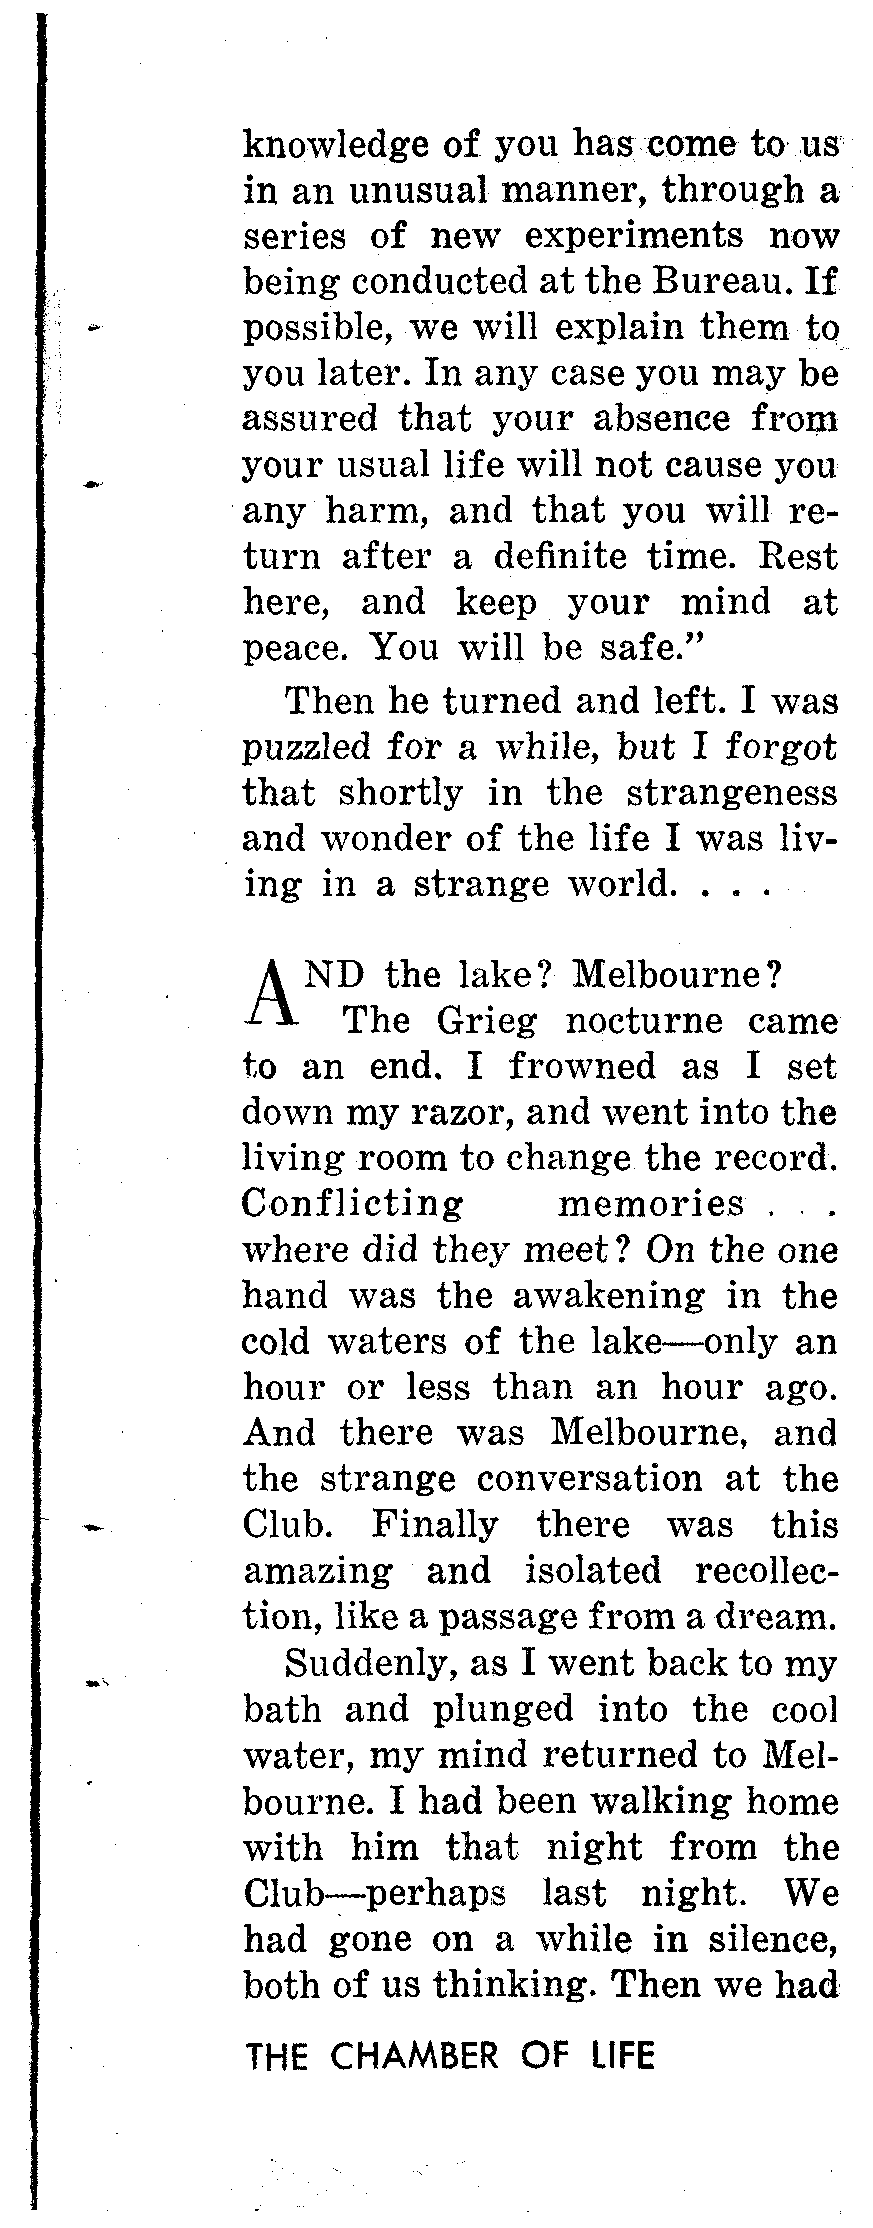 knowledge of you has come to us
in an unusual manner, through a
series of new experiments now
being conducted at the Bureau. If
possible, we will explain them to
you later. In any case you may be
assured that your absence from
your usual life will not cause you
any harm, and that you will re-
turn after a definite time. Rest
here, and keep your mind at
peace. You will be safe.”
Then he turned and left. I was
puzzled for a while, but I forgot
that shortly in the strangeness
and wonder of the life I was liv-
ing in a strange world. . . .
AND the lake? Melbourne?
The Grieg nocturne came
to an end. I frowned as I set
down my razor, and went into the
living room to change the record.
Conflicting memories . . .
where did they meet? On the one
hand was the awakening in the
cold waters of the lake—only an
hour or less than an hour ago.
And there was Melbourne, and
the strange conversation at the
Club. Finally there was this
amazing and isolated recollec-
tion, like a passage from a dream.
Suddenly, as I went back to my
bath and plunged into the cool
water, my mind returned to Mel-
bourne. I had been walking home
with him that night from the
Club—perhaps last night. We
had gone on a while in silence,
both of us thinking. Then we had
THE CHAMBER OF LIFE